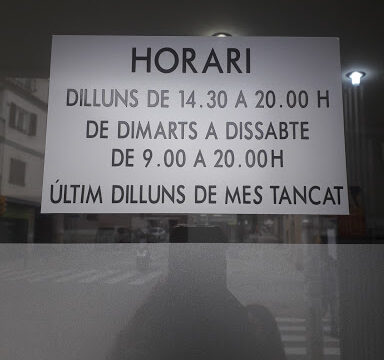 HORARI
DILLUNS DE 14.30 A 20.00 H
DE DIMARTS A DISSABTE
DE 9.00 A 20.00H
ÚLTIM DILLUNS DE MES TANCAT